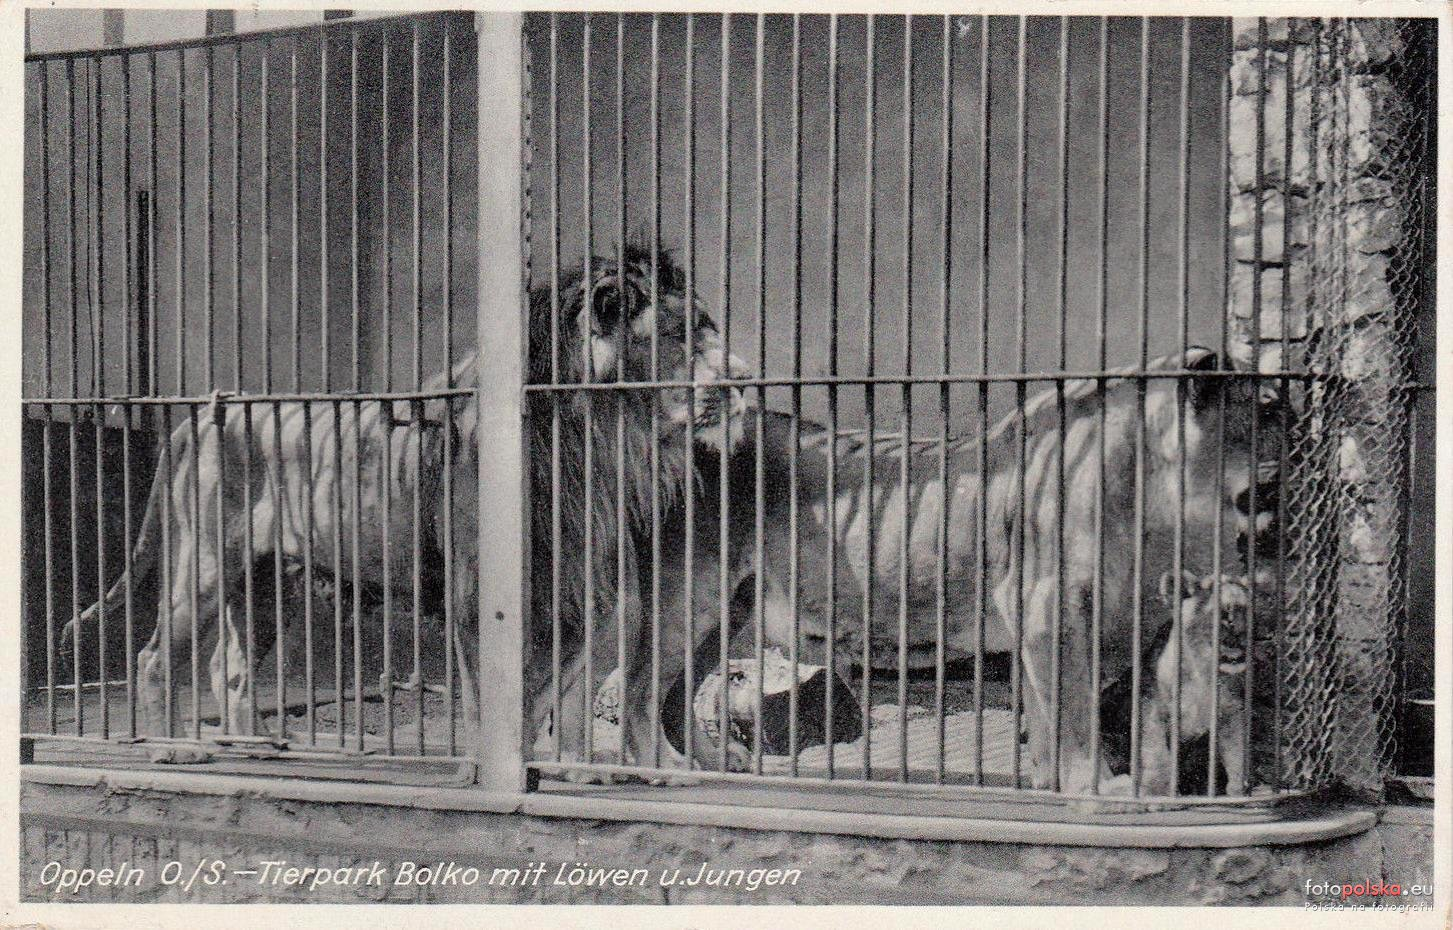 Oppeln O./S.—Tierpark Bolko mit Löwen u. Jungen
fotopolska.eu
Polska na fotografii